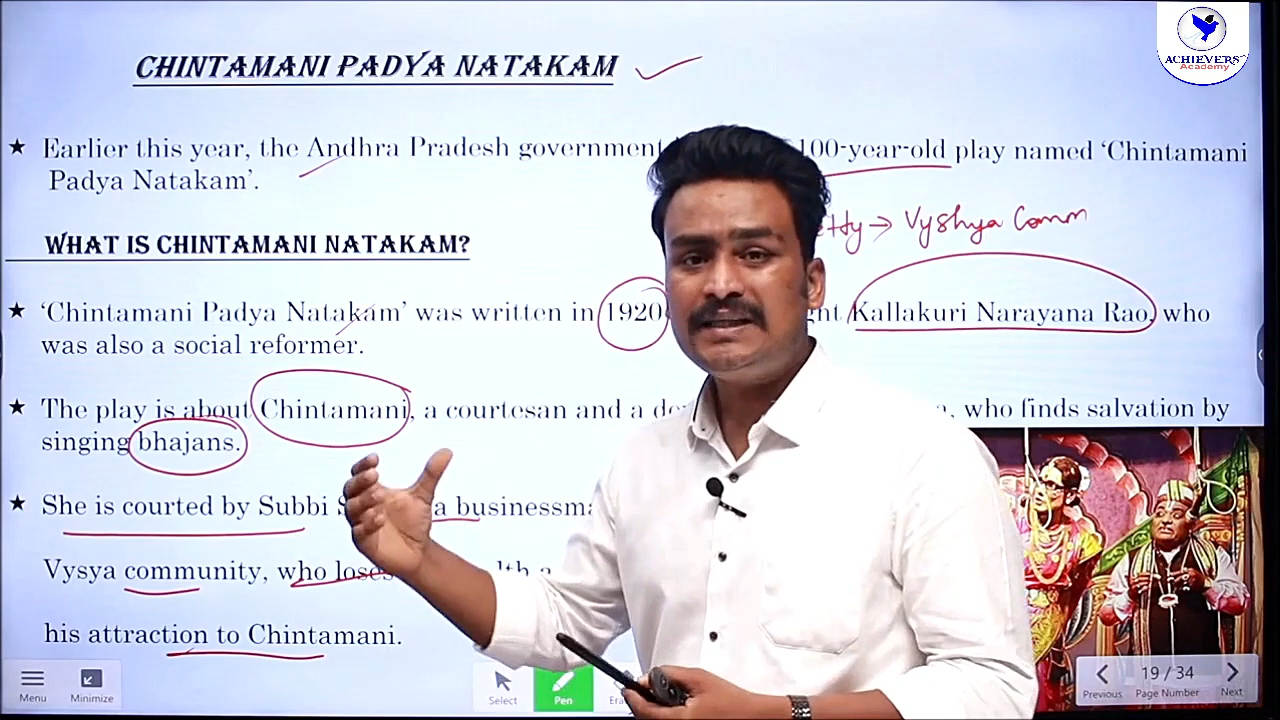 ACHIEVERS
Academy
CHINTAMANI PADYA NATAKAM
★ Earlier this year, the Andhra Pradesh government 100-year-old play named ‘Chintamani
Padya Natakam’.
Vyshya Comm
WHAT IS CHINTAMANI NATAKAM?
★ ‘Chintamani Padya Natakam’ was written in 1920 Kallakuri Narayana Rao, who
was also a social reformer.
★ The play is about Chintamani, a courtesan and a who finds salvation by
singing bhajans.
★ She is courted by Subbi a
Vysya community, who loses
his attraction to Chintamani.
Menu
Minimize
Select
Pen
Previous
19 / 34
Page Number
Next